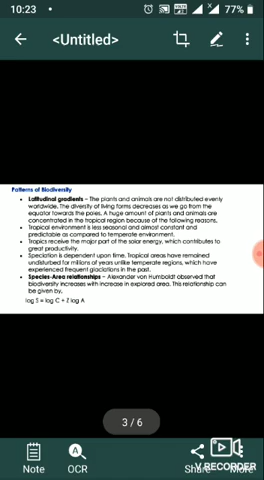 10:23
77%
<Untitled>
Patterns of Biodiversity
Latitudinal gradients – The plants and animals are not distributed evenly
worldwide. The diversity of living forms decreases as we go from the
equator towards the poles. A huge amount of plants and animals are
concentrated in the tropical region because of the following reasons.
Tropical environment is less seasonal and almost constant and
predictable as compared to temperate environment.
Tropics receive the major part of the solar energy, which contributes to
great productivity.
Speciation is dependent upon time. Tropical areas have remained
undisturbed for millions of years unlike temperate regions, which have
experienced frequent glaciations in the past.
Species-Area relationships – Alexander von Humboldt observed that
biodiversity increases with increase in explored area. This relationship can
be given by,
log S = log C + Z log A
3 / 6
Note
OCR
Share
More
V.RECORDER